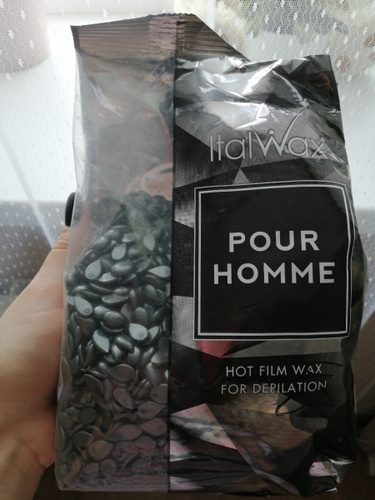 ItalWax
POUR
HOMME
HOT FILM WAX
FOR DEPILATION